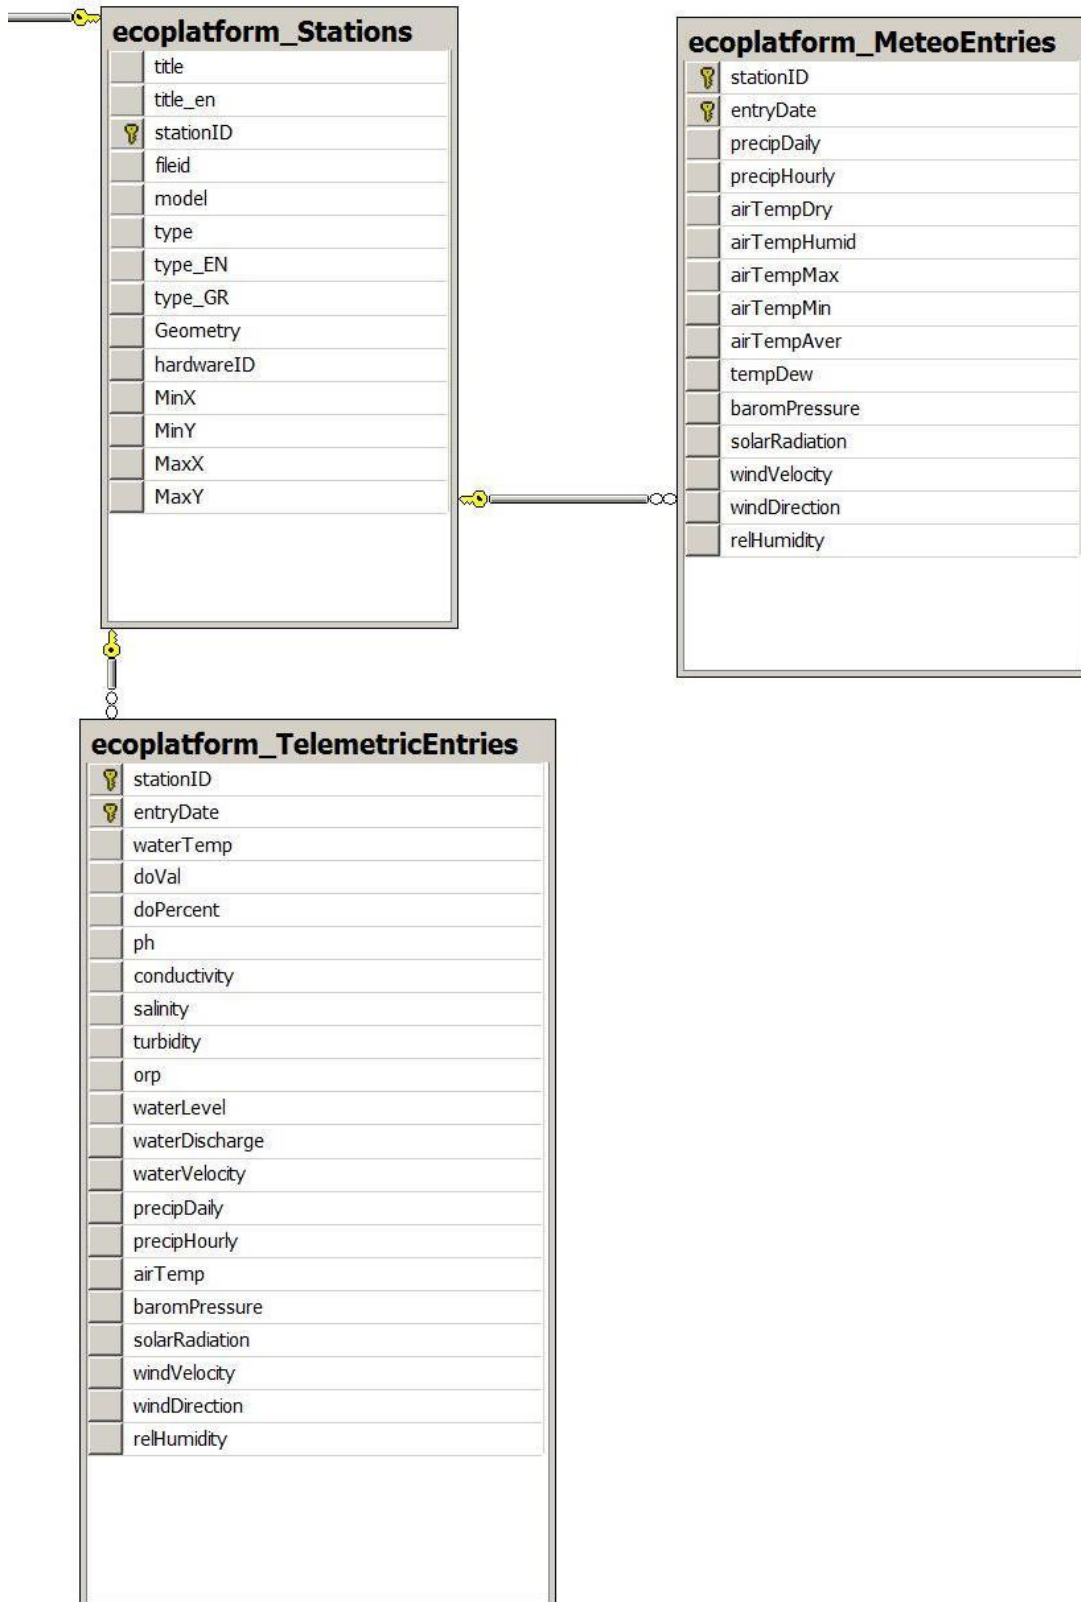 ecoplatform_Stations
title
title_en
stationID
fileid
model
type
type_EN
type_GR
Geometry
hardwareID
MinX
MinY
MaxX
MaxY
ecoplatform_MeteoEntries
stationID
entryDate
precipDaily
precipHourly
airTempDry
airTempHumid
airTempMax
airTempMin
airTempAver
tempDew
baromPressure
solarRadiation
windVelocity
windDirection
relHumidity
ecoplatform_TelemetricEntries
stationID
entryDate
waterTemp
doVal
doPercent
ph
conductivity
salinity
turbidity
orp
waterLevel
waterDischarge
waterVelocity
precipDaily
precipHourly
airTemp
baromPressure
solarRadiation
windVelocity
windDirection
relHumidity